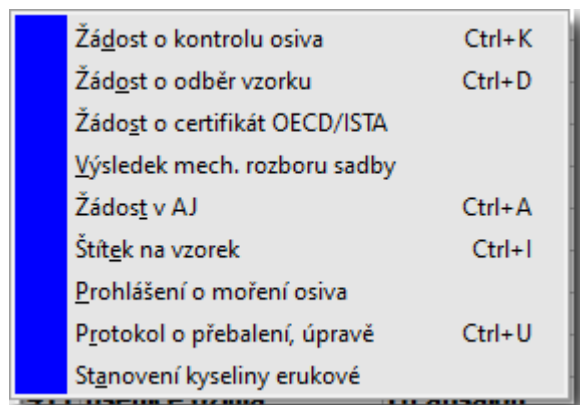 Žádost o kontrolu osiva Ctrl+K
Žádost o odběr vzorku Ctrl+D
Žádost o certifikát OECD/ISTA
Výsledek mech. rozboru sadby
Žádost v AJ Ctrl+A
Štítek na vzorek Ctrl+I
Prohlášení o moření osiva
Protokol o přebalení, úpravě Ctrl+U
Stanovení kyseliny erukové